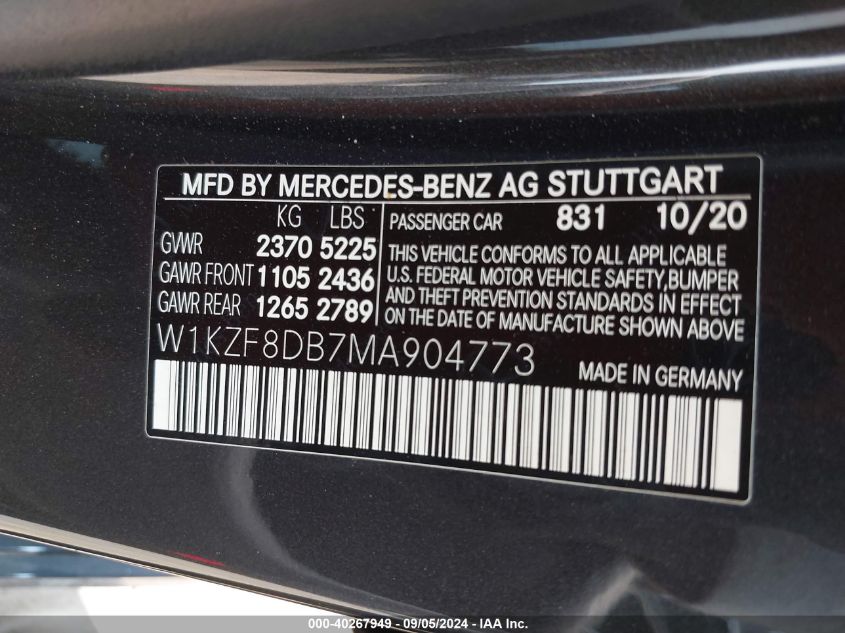 MFD BY MERCEDES-BENZ AG STUTTGART
KG LBS
GVWR 2370 5225
GAWR FRONT 1105 2436
GAWR REAR 1265 2789
PASSENGER CAR 831 10/20
THIS VEHICLE CONFORMS TO ALL APPLICABLE
U.S. FEDERAL MOTOR VEHICLE SAFETY, BUMPER
AND THEFT PREVENTION STANDARDS IN EFFECT
ON THE DATE OF MANUFACTURE SHOWN ABOVE
W1KZF8DB7MA904773
MADE IN GERMANY
000-40267949 - 09/05/2024 - IAAI.COM